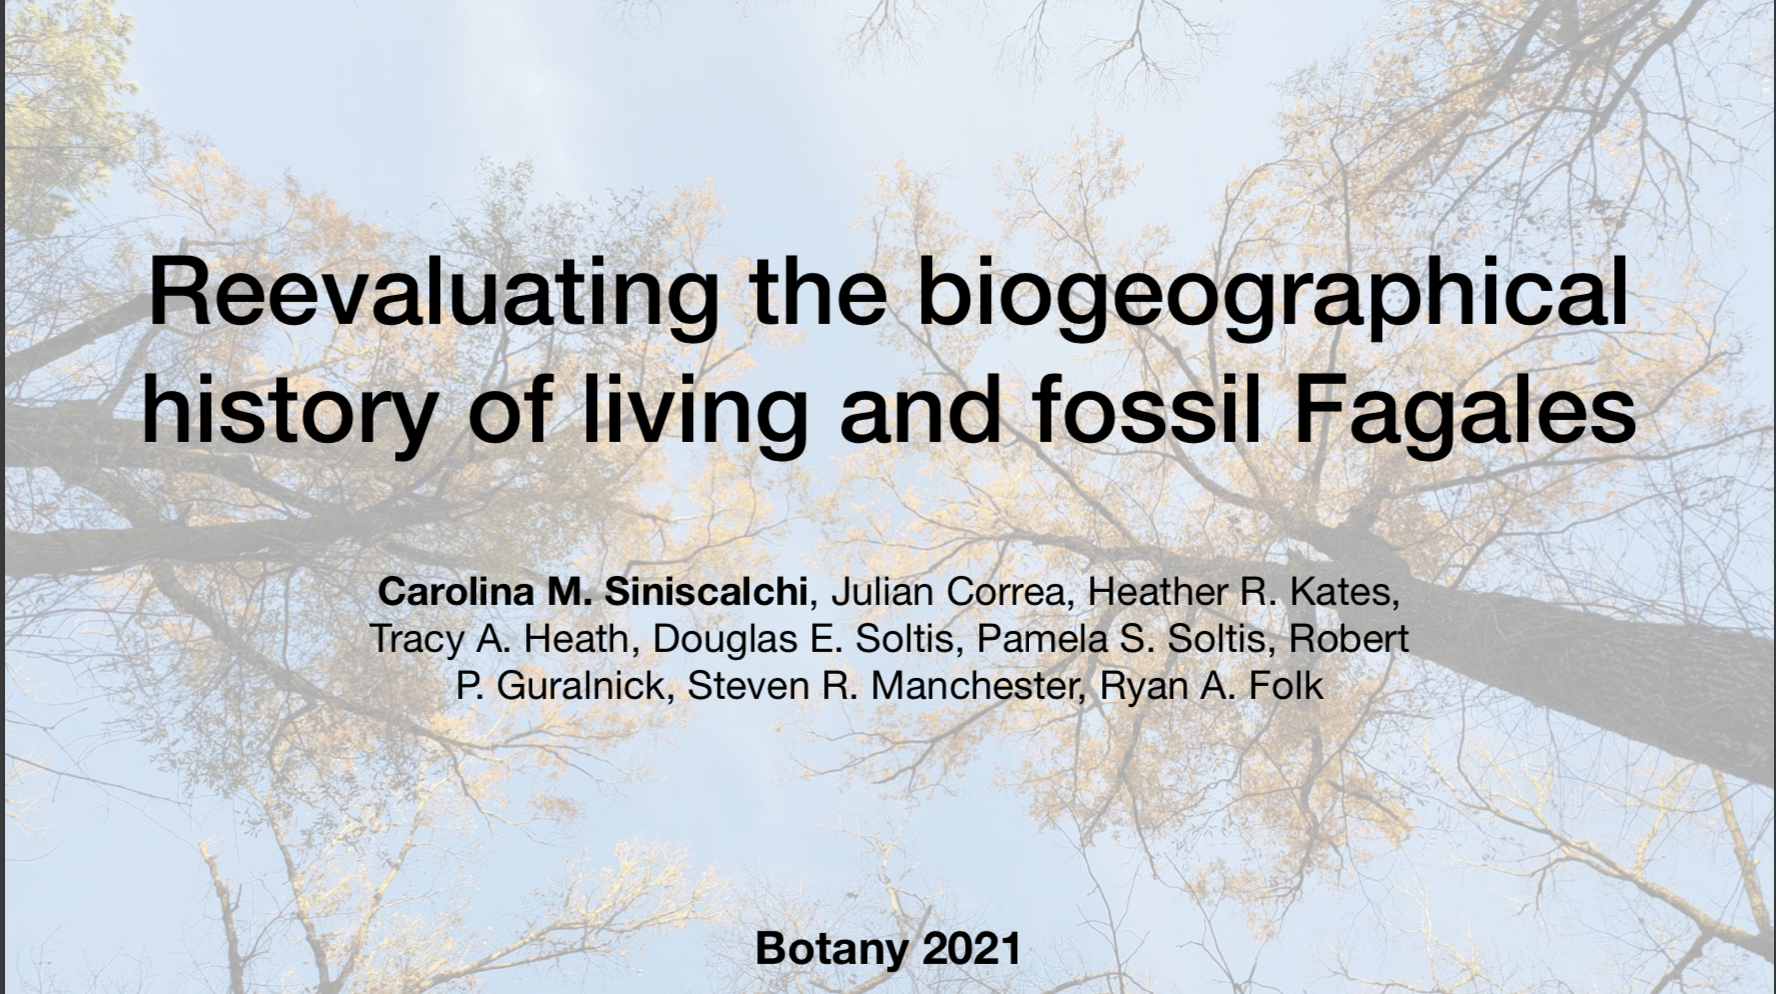 Reevaluating the biogeographical
history of living and fossil Fagales
Carolina M. Siniscalchi, Julian Correa, Heather R. Kates,
Tracy A. Heath, Douglas E. Soltis, Pamela S. Soltis, Robert
P. Guralnick, Steven R. Manchester, Ryan A. Folk
Botany 2021